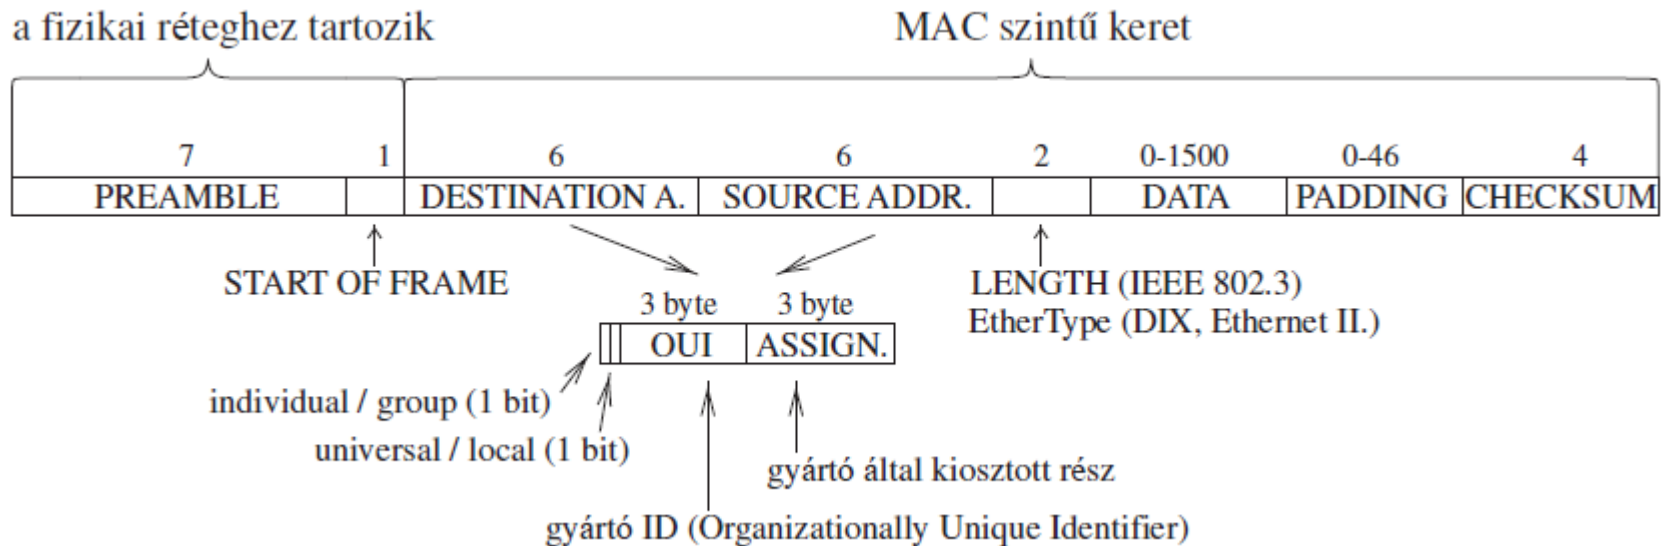 a fizikai réteghez tartozik
MAC szintű keret
7 1 6 6 2 0-1500 0-46 4
PREAMBLE DESTINATION A. SOURCE ADDR. DATA PADDING CHECKSUM
START OF FRAME
LENGTH (IEEE 802.3)
EtherType (DIX, Ethernet II.)
3 byte 3 byte
OUI ASSIGN.
individual / group (1 bit)
universal / local (1 bit)
gyártó által kiosztott rész
gyártó ID (Organizationally Unique Identifier)